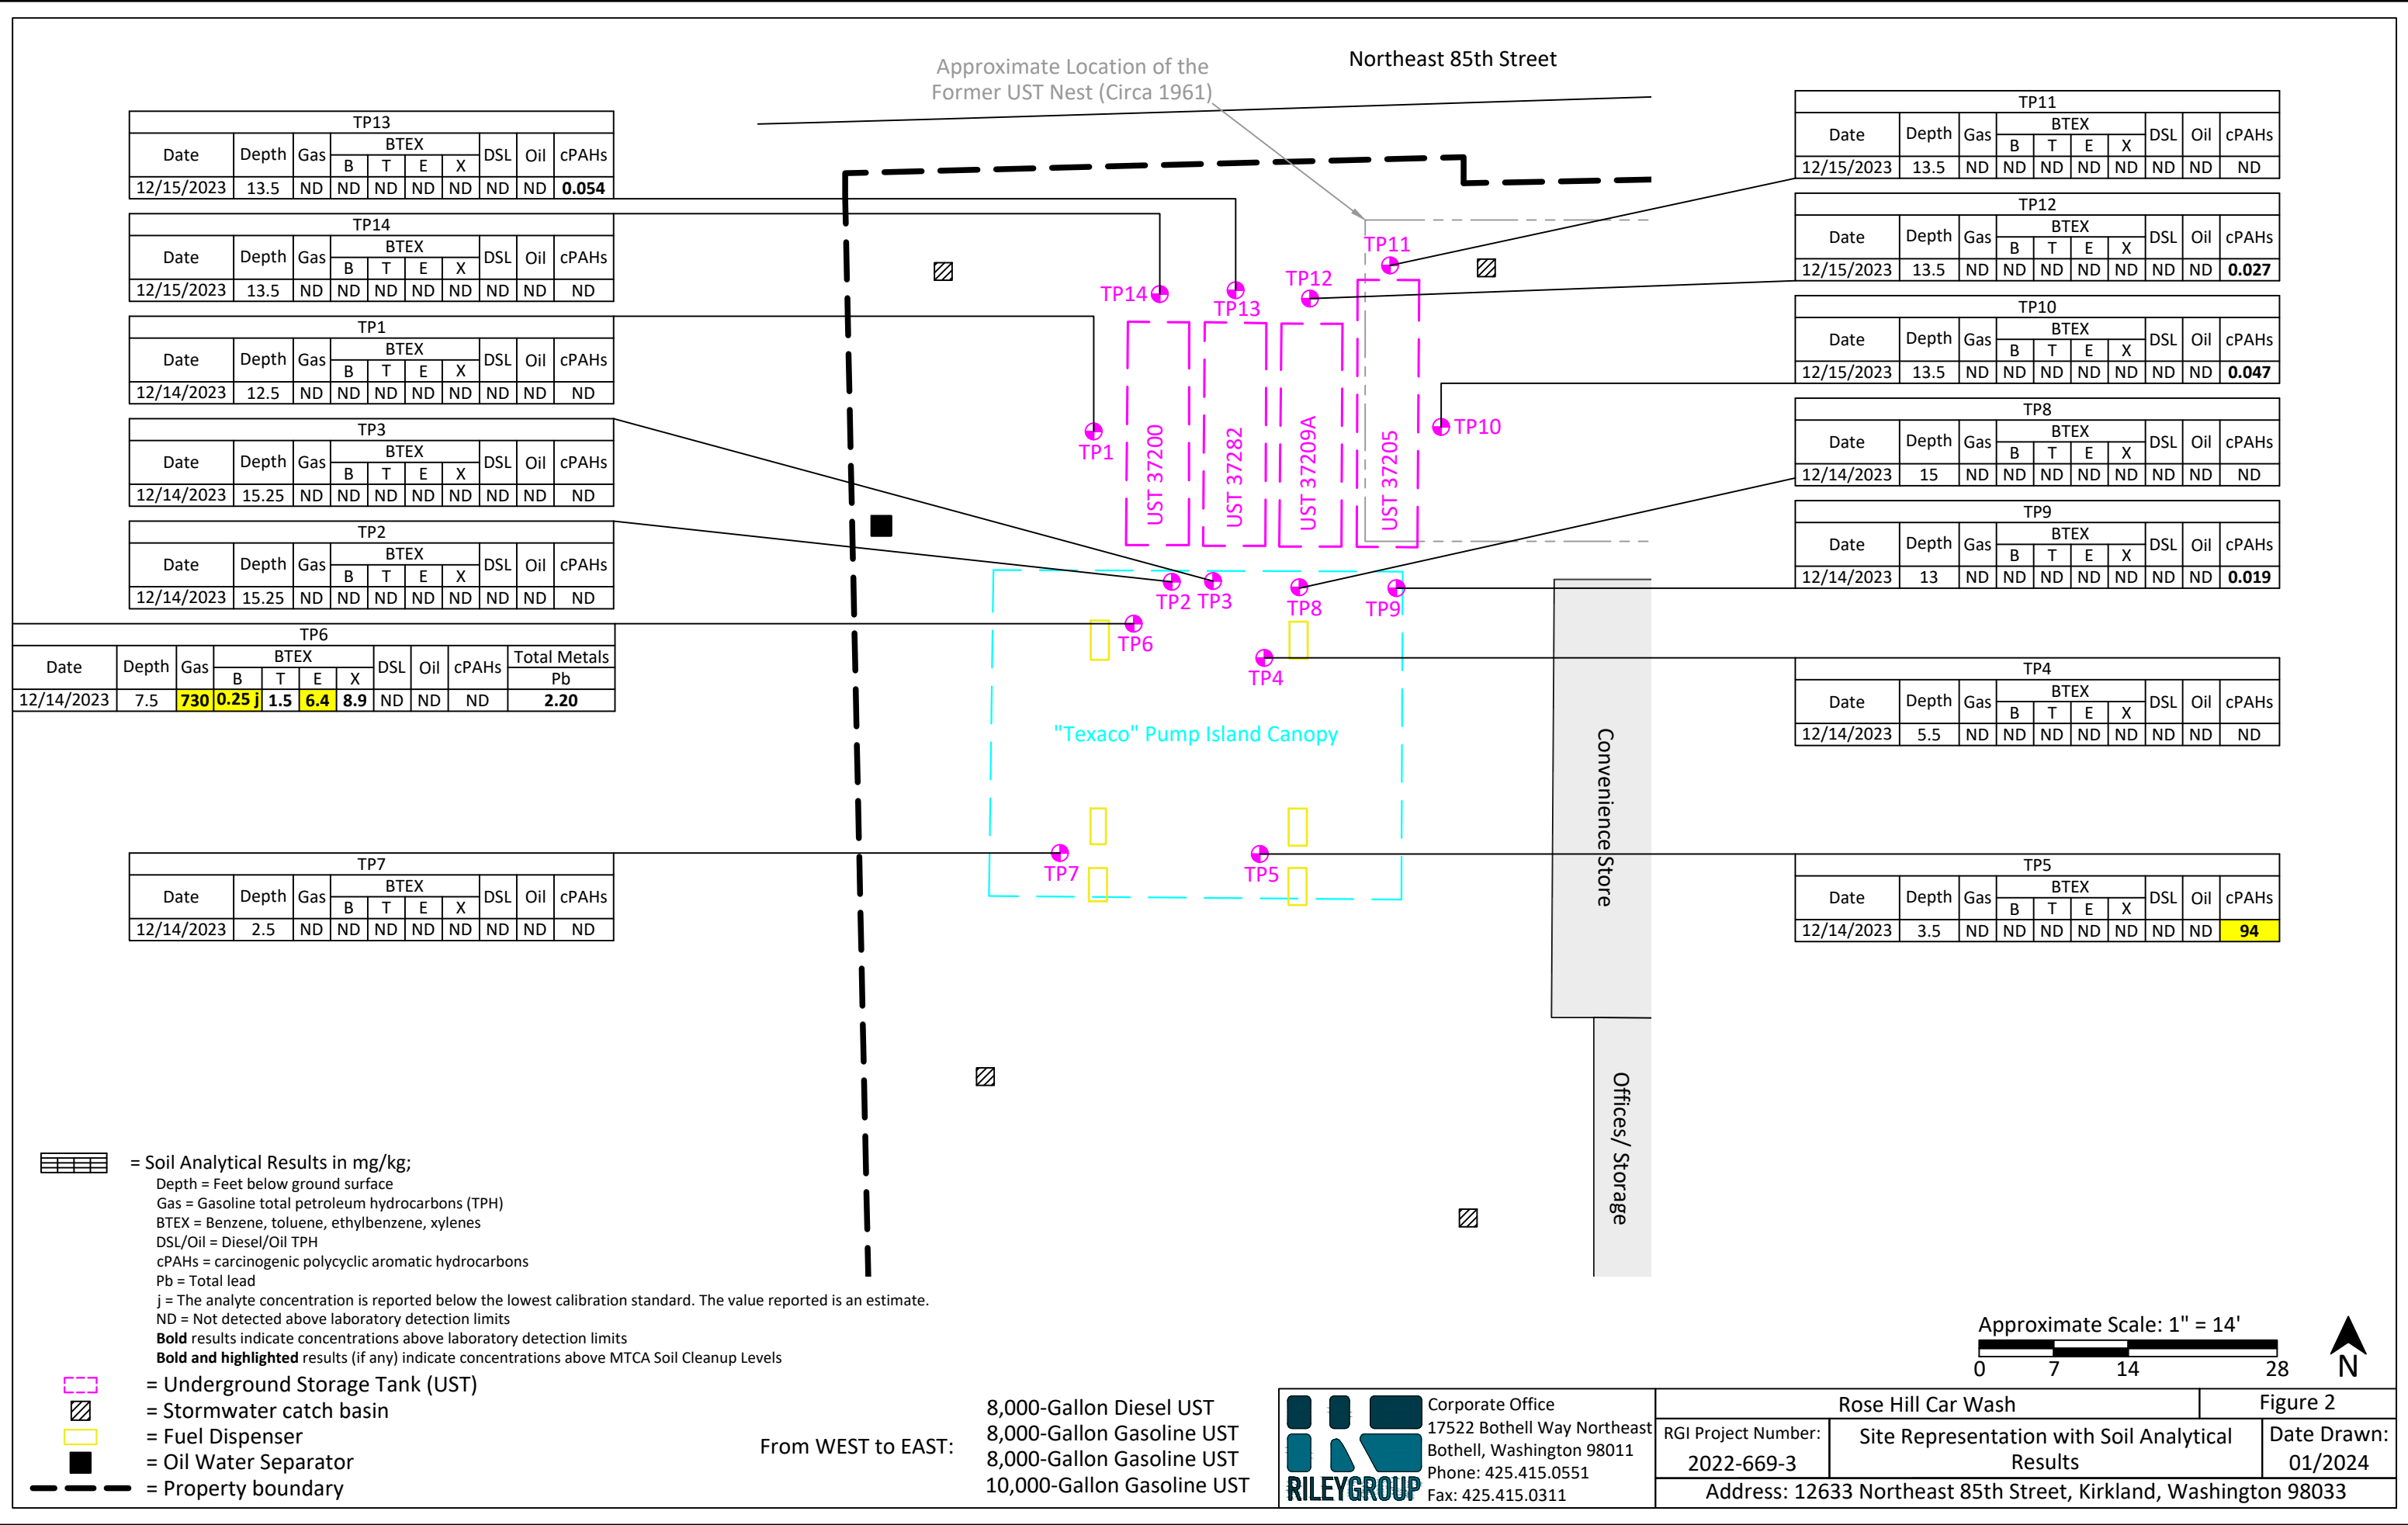 Northeast 85th Street
Approximate Location of the
Former UST Nest (Circa 1961)
TP13
Date Depth Gas BTEX DSL Oil cPAHs
B T E X
12/15/2023 13.5 ND ND ND ND ND ND ND 0.054
TP14
Date Depth Gas BTEX DSL Oil cPAHs
B T E X
12/15/2023 13.5 ND ND ND ND ND ND ND ND
TP1
Date Depth Gas BTEX DSL Oil cPAHs
B T E X
12/14/2023 12.5 ND ND ND ND ND ND ND ND
TP3
Date Depth Gas BTEX DSL Oil cPAHs
B T E X
12/14/2023 15.25 ND ND ND ND ND ND ND ND
TP2
Date Depth Gas BTEX DSL Oil cPAHs
B T E X
12/14/2023 15.25 ND ND ND ND ND ND ND ND
TP6
Date Depth Gas BTEX DSL Oil cPAHs Total Metals
B T E X Pb
12/14/2023 7.5 730 0.25 j 1.5 6.4 8.9 ND ND ND 2.20
TP7
Date Depth Gas BTEX DSL Oil cPAHs
B T E X
12/14/2023 2.5 ND ND ND ND ND ND ND ND
TP11
TP12
TP14
TP13
TP1
TP10
UST 37200
UST 37282
UST 37209A
UST 37205
TP2
TP3
TP8
TP9
TP6
TP4
"Texaco" Pump Island Canopy
TP7
TP5
Convenience Store
Offices/ Storage
TP11
Date Depth Gas BTEX DSL Oil cPAHs
B T E X
12/15/2023 13.5 ND ND ND ND ND ND ND ND
TP12
Date Depth Gas BTEX DSL Oil cPAHs
B T E X
12/15/2023 13.5 ND ND ND ND ND ND ND 0.027
TP10
Date Depth Gas BTEX DSL Oil cPAHs
B T E X
12/15/2023 13.5 ND ND ND ND ND ND ND 0.047
TP8
Date Depth Gas BTEX DSL Oil cPAHs
B T E X
12/14/2023 15 ND ND ND ND ND ND ND ND
TP9
Date Depth Gas BTEX DSL Oil cPAHs
B T E X
12/14/2023 13 ND ND ND ND ND ND ND 0.019
TP4
Date Depth Gas BTEX DSL Oil cPAHs
B T E X
12/14/2023 5.5 ND ND ND ND ND ND ND ND
TP5
Date Depth Gas BTEX DSL Oil cPAHs
B T E X
12/14/2023 3.5 ND ND ND ND ND ND ND 94
= Soil Analytical Results in mg/kg;
Depth = Feet below ground surface
Gas = Gasoline total petroleum hydrocarbons (TPH)
BTEX = Benzene, toluene, ethylbenzene, xylenes
DSL/Oil = Diesel/Oil TPH
cPAHs = carcinogenic polycyclic aromatic hydrocarbons
Pb = Total lead
j = The analyte concentration is reported below the lowest calibration standard. The value reported is an estimate.
ND = Not detected above laboratory detection limits
Bold results indicate concentrations above laboratory detection limits
Bold and highlighted results (if any) indicate concentrations above MTCA Soil Cleanup Levels
= Underground Storage Tank (UST)
= Stormwater catch basin
= Fuel Dispenser
= Oil Water Separator
= Property boundary
From WEST to EAST:
8,000-Gallon Diesel UST
8,000-Gallon Gasoline UST
8,000-Gallon Gasoline UST
10,000-Gallon Gasoline UST
Approximate Scale: 1" = 14'
0 7 14 28
N
RILEYGROUP
Corporate Office
17522 Bothell Way Northeast
Bothell, Washington 98011
Phone: 425.415.0551
Fax: 425.415.0311
Rose Hill Car Wash
Figure 2
RGI Project Number:
2022-669-3
Site Representation with Soil Analytical
Results
Date Drawn:
01/2024
Address: 12633 Northeast 85th Street, Kirkland, Washington 98033